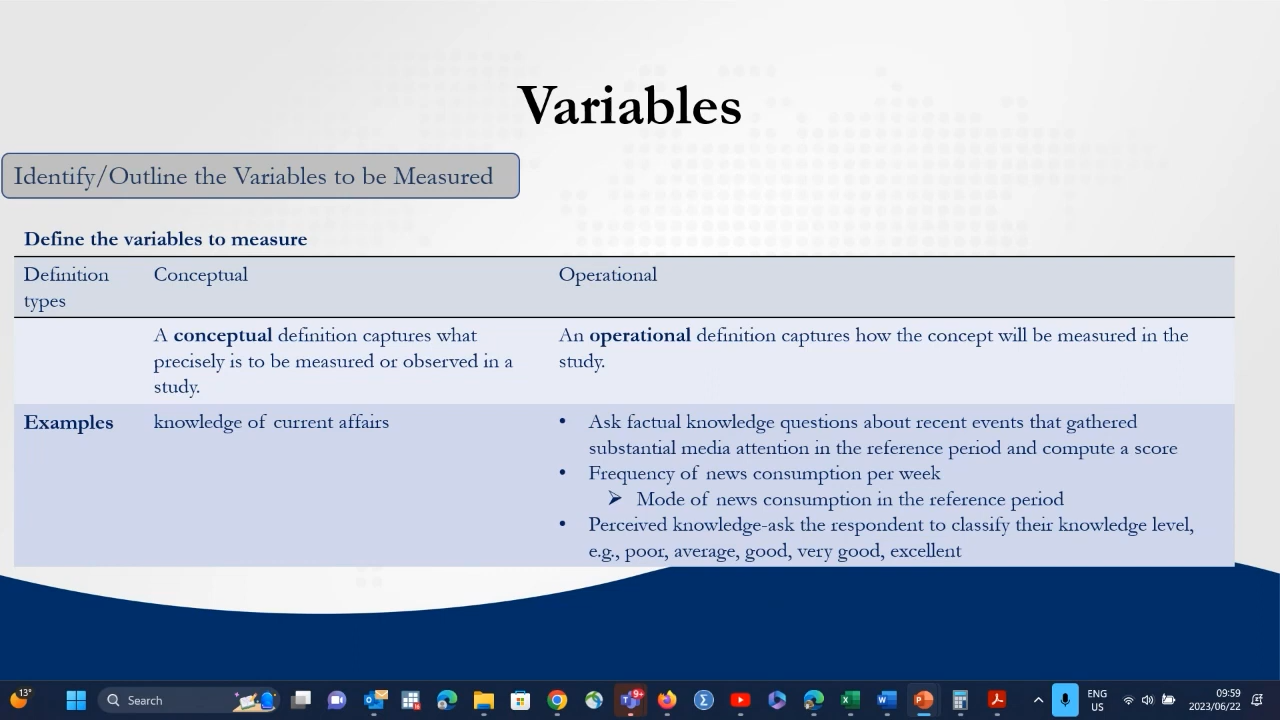 Variables
Identify/Outline the Variables to be Measured
Define the variables to measure
Definition types
Conceptual
Operational
A conceptual definition captures what
precisely is to be measured or observed in a
study.
An operational definition captures how the concept will be measured in the
study.
Examples
knowledge of current affairs
• Ask factual knowledge questions about recent events that gathered
substantial media attention in the reference period and compute a score
• Frequency of news consumption per week
➢ Mode of news consumption in the reference period
• Perceived knowledge-ask the respondent to classify their knowledge level,
e.g., poor, average, good, very good, excellent
13°
Search
9+
ENG
US
09:59
2023/06/22